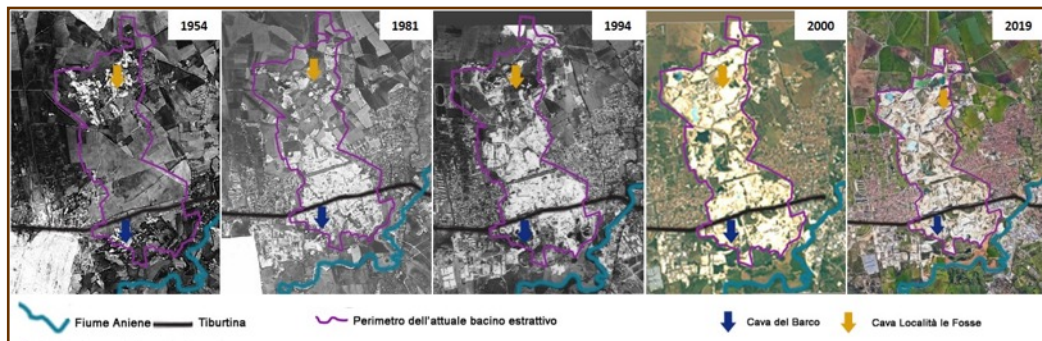 1954
1981
1994
2000
2019
Fiume Aniene
Tiburtina
Perimetro dell'attuale bacino estrattivo
Cava del Barco
Cava Località le Fosse